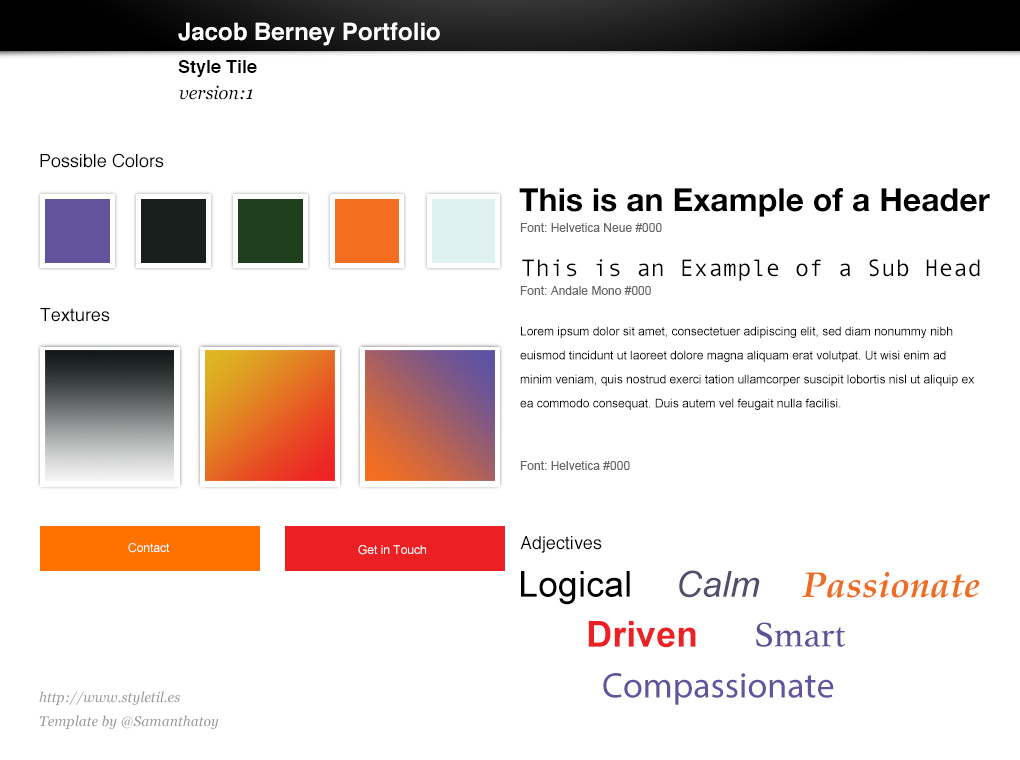 Jacob Berney Portfolio
Style Tile
version:1
Possible Colors
Textures
Contact
Get in Touch
This is an Example of a Header
Font: Helvetica Neue #000
This is an Example of a Sub Head
Font: Andale Mono #000
Lorem ipsum dolor sit amet, consectetuer adipiscing elit, sed diam nonummy nibh
euismod tincidunt ut laoreet dolore magna aliquam erat volutpat. Ut wisi enim ad
minim veniam, quis nostrud exerci tation ullamcorper suscipit lobortis nisl ut aliquip ex
ea commodo consequat. Duis autem vel feugait nulla facilisi.
Font: Helvetica #000
Adjectives
Logical Calm Passionate
Driven Smart
Compassionate
http://www.styletil.es
Template by @Samanthatoy